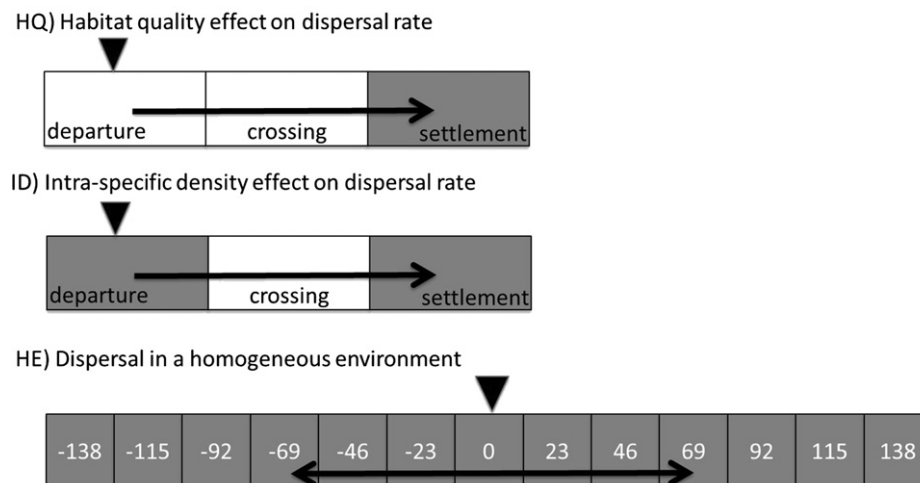 HQ) Habitat quality effect on dispersal rate
departure crossing settlement
ID) Intra-specific density effect on dispersal rate
departure crossing settlement
HE) Dispersal in a homogeneous environment
-138 -115 -92 -69 -46 -23 0 23 46 69 92 115 138